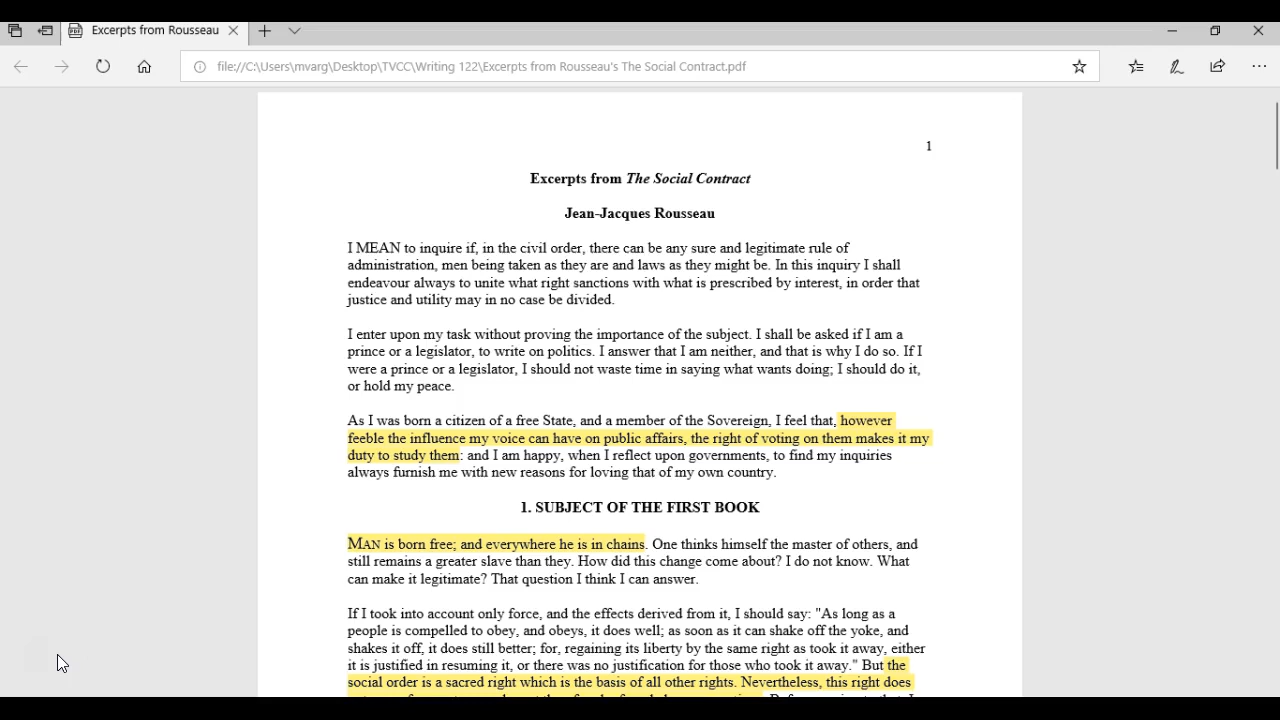 Excerpts from Rousseau
file://C:\Users\mvarg\Desktop\TVCC\Writing 122\Excerpts from Rousseau's The Social Contract.pdf
1
Excerpts from The Social Contract
Jean-Jacques Rousseau
I MEAN to inquire if, in the civil order, there can be any sure and legitimate rule of
administration, men being taken as they are and laws as they might be. In this inquiry I shall
endeavour always to unite what right sanctions with what is prescribed by interest, in order that
justice and utility may in no case be divided.
I enter upon my task without proving the importance of the subject. I shall be asked if I am a
prince or a legislator, to write on politics. I answer that I am neither, and that is why I do so. If I
were a prince or a legislator, I should not waste time in saying what wants doing; I should do it,
or hold my peace.
As I was born a citizen of a free State, and a member of the Sovereign, I feel that, however
feeble the influence my voice can have on public affairs, the right of voting on them makes it my
duty to study them: and I am happy, when I reflect upon governments, to find my inquiries
always furnish me with new reasons for loving that of my own country.
1. SUBJECT OF THE FIRST BOOK
MAN is born free; and everywhere he is in chains. One thinks himself the master of others, and
still remains a greater slave than they. How did this change come about? I do not know. What
can make it legitimate? That question I think I can answer.
If I took into account only force, and the effects derived from it, I should say: "As long as a
people is compelled to obey, and obeys, it does well; as soon as it can shake off the yoke, and
shakes it off, it does still better; for, regaining its liberty by the same right as took it away, either
it is justified in resuming it, or there was no justification for those who took it away." But the
social order is a sacred right which is the basis of all other rights. Nevertheless, this right does